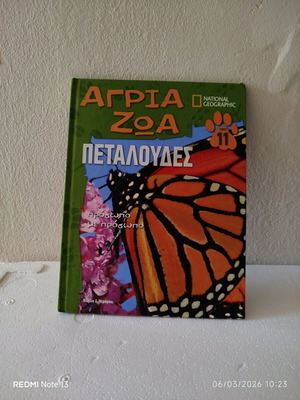 ΑΓΡΙΑ
ΖΩΑ
NATIONAL
GEOGRAPHIC
11
ΠΕΤΑΛΟΥΔΕΣ
πρόσωπο
με πρόσωπο
REDMI Note 13
06/03/2026 10:23